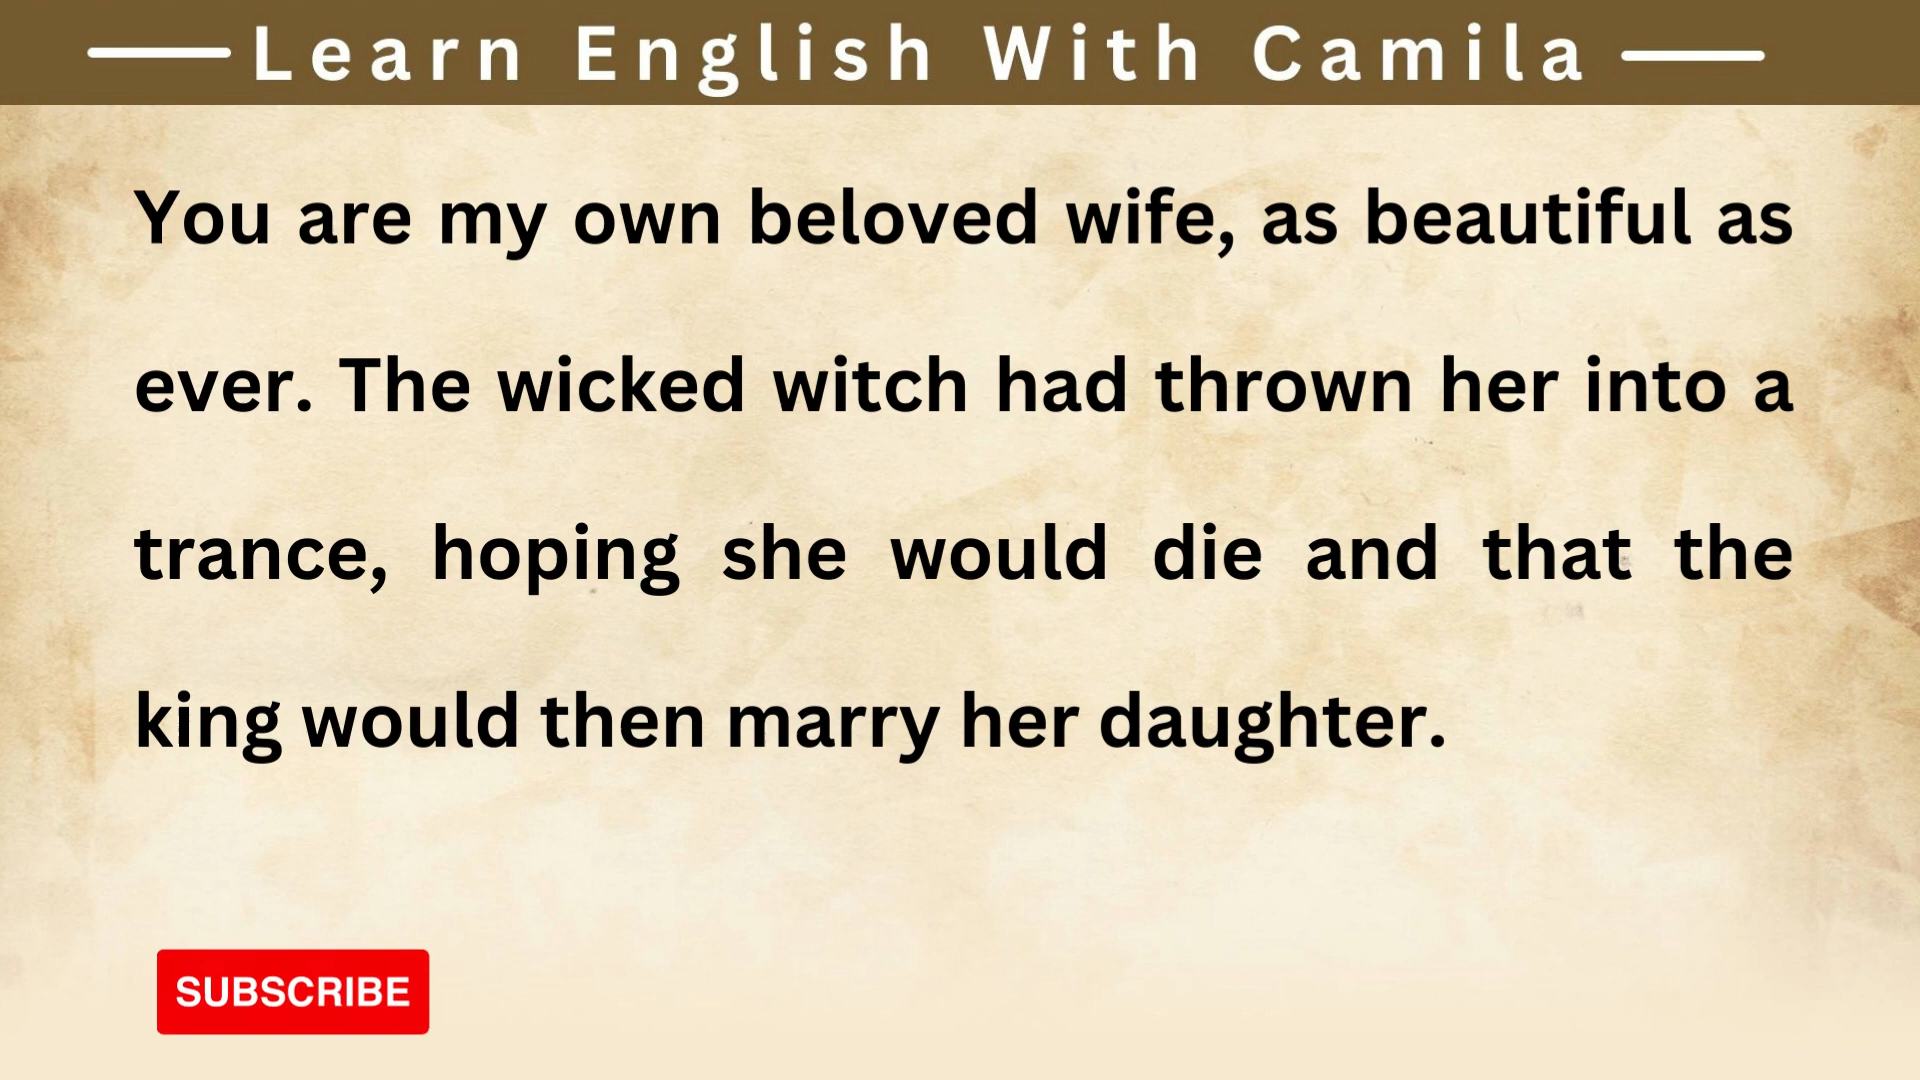 Learn English With Camila
You are my own beloved wife, as beautiful as
ever. The wicked witch had thrown her into a
trance, hoping she would die and that the
king would then marry her daughter.
SUBSCRIBE